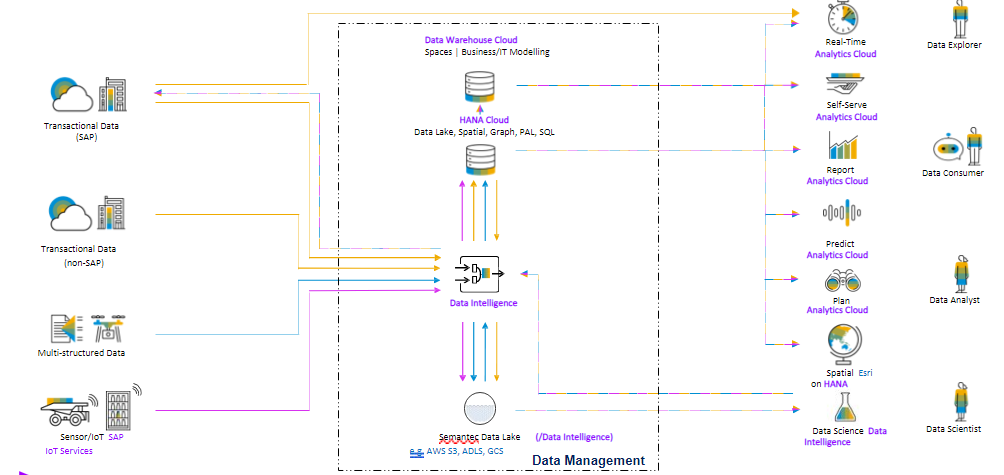 Data Warehouse Cloud
Spaces | Business/IT Modelling
HANA Cloud
Data Lake, Spatial, Graph, PAL, SQL
Data Intelligence
Semantec Data Lake (/Data Intelligence)
e.g. AWS S3, ADLS, GCS
Data Management
Transactional Data
(SAP)
Transactional Data
(non-SAP)
Multi-structured Data
Sensor/IoT SAP
IoT Services
Real-Time
Analytics Cloud
Self-Serve
Analytics Cloud
Report
Analytics Cloud
Predict
Analytics Cloud
Plan
Analytics Cloud
Spatial Esri
on HANA
Data Science Data
Intelligence
Data Explorer
Data Consumer
Data Analyst
Data Scientist